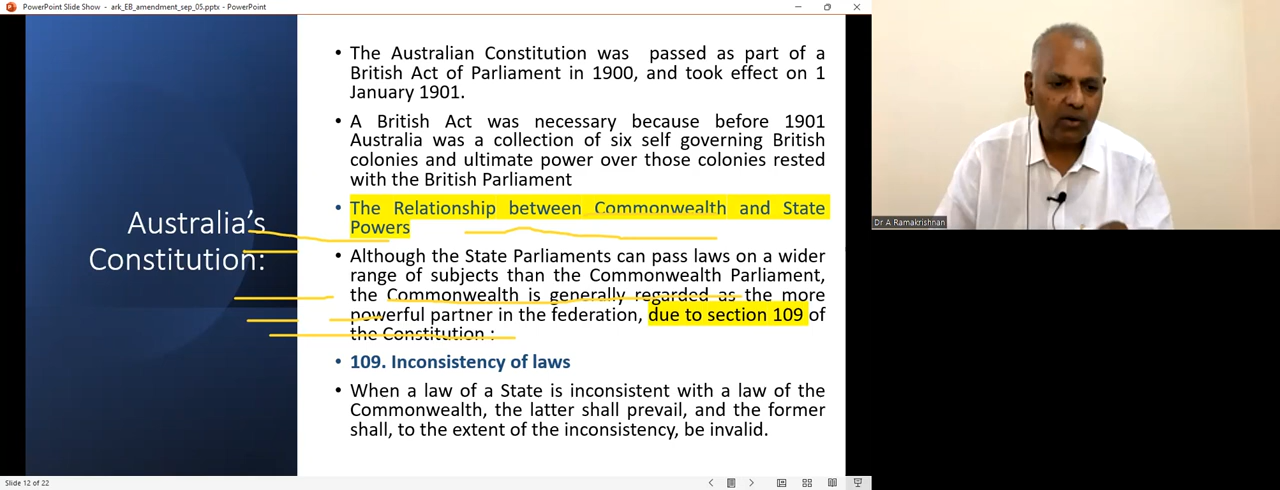 PowerPoint Slide Show - ark_EB_amendment_sep_05.pptx - PowerPoint
Australia's
Constitution:
• The Australian Constitution was passed as part of a
British Act of Parliament in 1900, and took effect on 1
January 1901.
• A British Act was necessary because before 1901
Australia was a collection of six self governing British
colonies and ultimate power over those colonies rested
with the British Parliament
• The Relationship between Commonwealth and State
Powers
• Although the State Parliaments can pass laws on a wider
range of subjects than the Commonwealth Parliament,
the Commonwealth is generally regarded as the more
powerful partner in the federation, due to section 109 of
the Constitution :
• 109. Inconsistency of laws
• When a law of a State is inconsistent with a law of the
Commonwealth, the latter shall prevail, and the former
shall, to the extent of the inconsistency, be invalid.
Dr A Ramakrishnan
Slide 12 of 22